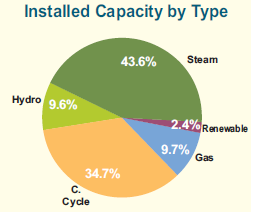 Installed Capacity by Type
Steam
43.6%
Hydro
9.6%
2.4%
Renewable
9.7%
Gas
34.7%
C.
Cycle